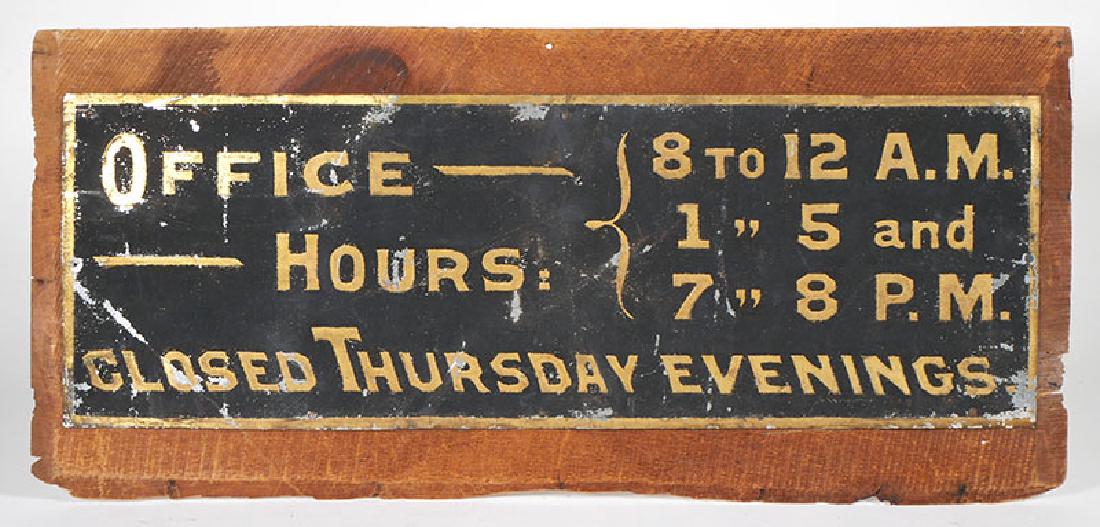 OFFICE — { 8 TO 12 A.M.
— HOURS: 1 " 5 and
7 " 8 P.M.
CLOSED THURSDAY EVENINGS